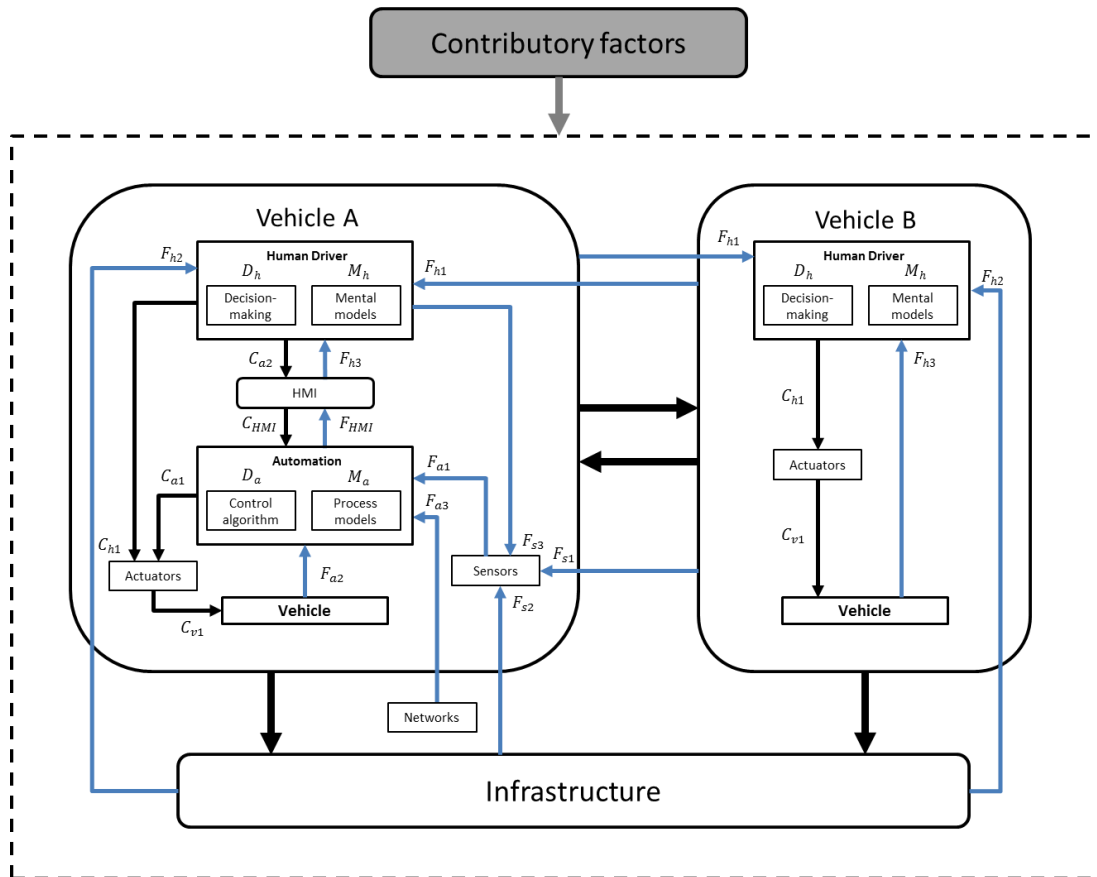 Contributory factors
Vehicle A
Human Driver
D_h M_h
Decision-making
Mental models
F_h2
F_h1
C_a2
F_h3
HMI
C_HMI
F_HMI
Automation
D_a M_a
Control algorithm
Process models
C_a1
F_a1
F_a3
C_h1
Actuators
F_a2
C_v1
Vehicle
F_s3
F_s1
Sensors
F_s2
Networks
Vehicle B
Human Driver
D_h M_h
Decision-making
Mental models
F_h1
F_h2
F_h3
C_h1
Actuators
C_v1
Vehicle
Infrastructure